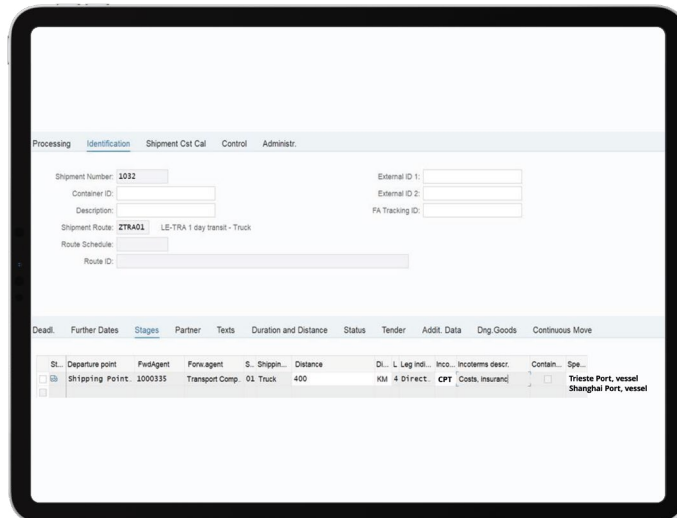 Processing Identification Shipment Cst Cal Control Administr.
Shipment Number: 1032 External ID 1:
Container ID: External ID 2:
Description: FA Tracking ID:
Shipment Route: ZTRA01 LE-TRA 1 day transit - Truck
Route Schedule:
Route ID:
Deadl. Further Dates Stages Partner Texts Duration and Distance Status Tender Addit. Data Dng.Goods Continuous Move
St... Departure point FwdAgent Forw.agent S.. Shippin... Distance Di... L Leg indi... Inco... Incoterms descr. Contain... Spe...
Shipping Point. 1000335 Transport Comp. 01 Truck 400 KM 4 Direct. CPT Costs, insuranc Trieste Port, vessel
Shanghai Port, vessel